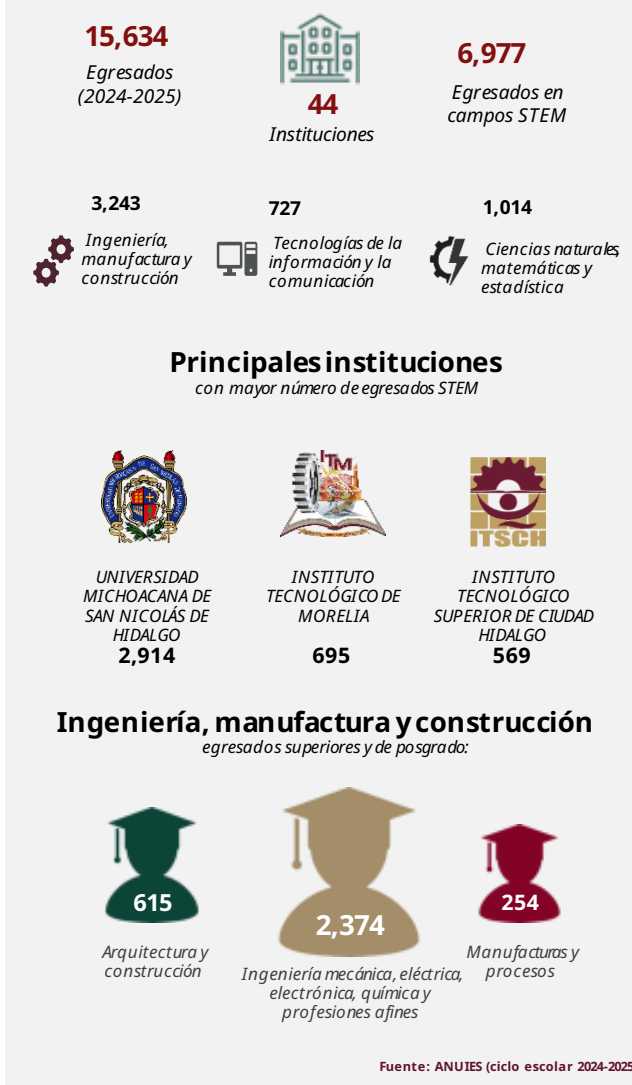 15,634
Egresados
(2024-2025)
44
Instituciones
6,977
Egresados en
campos STEM
3,243
Ingeniería,
manufactura y
construcción
727
Tecnologías de la
información y la
comunicación
1,014
Ciencias naturales,
matemáticas y
estadística
Principales instituciones
con mayor número de egresados STEM
ITM
ITSCH
UNIVERSIDAD
MICHOACANA DE
SAN NICOLÁS DE
HIDALGO
2,914
INSTITUTO
TECNOLÓGICO DE
MORELIA
695
INSTITUTO
TECNOLÓGICO
SUPERIOR DE CIUDAD
HIDALGO
569
Ingeniería, manufactura y construcción
egresados superiores y de posgrado:
615
Arquitectura y
construcción
2,374
Ingeniería mecánica, eléctrica,
electrónica, química y
profesiones afines
254
Manufacturas y
procesos
Fuente: ANUIES (ciclo escolar 2024-2025